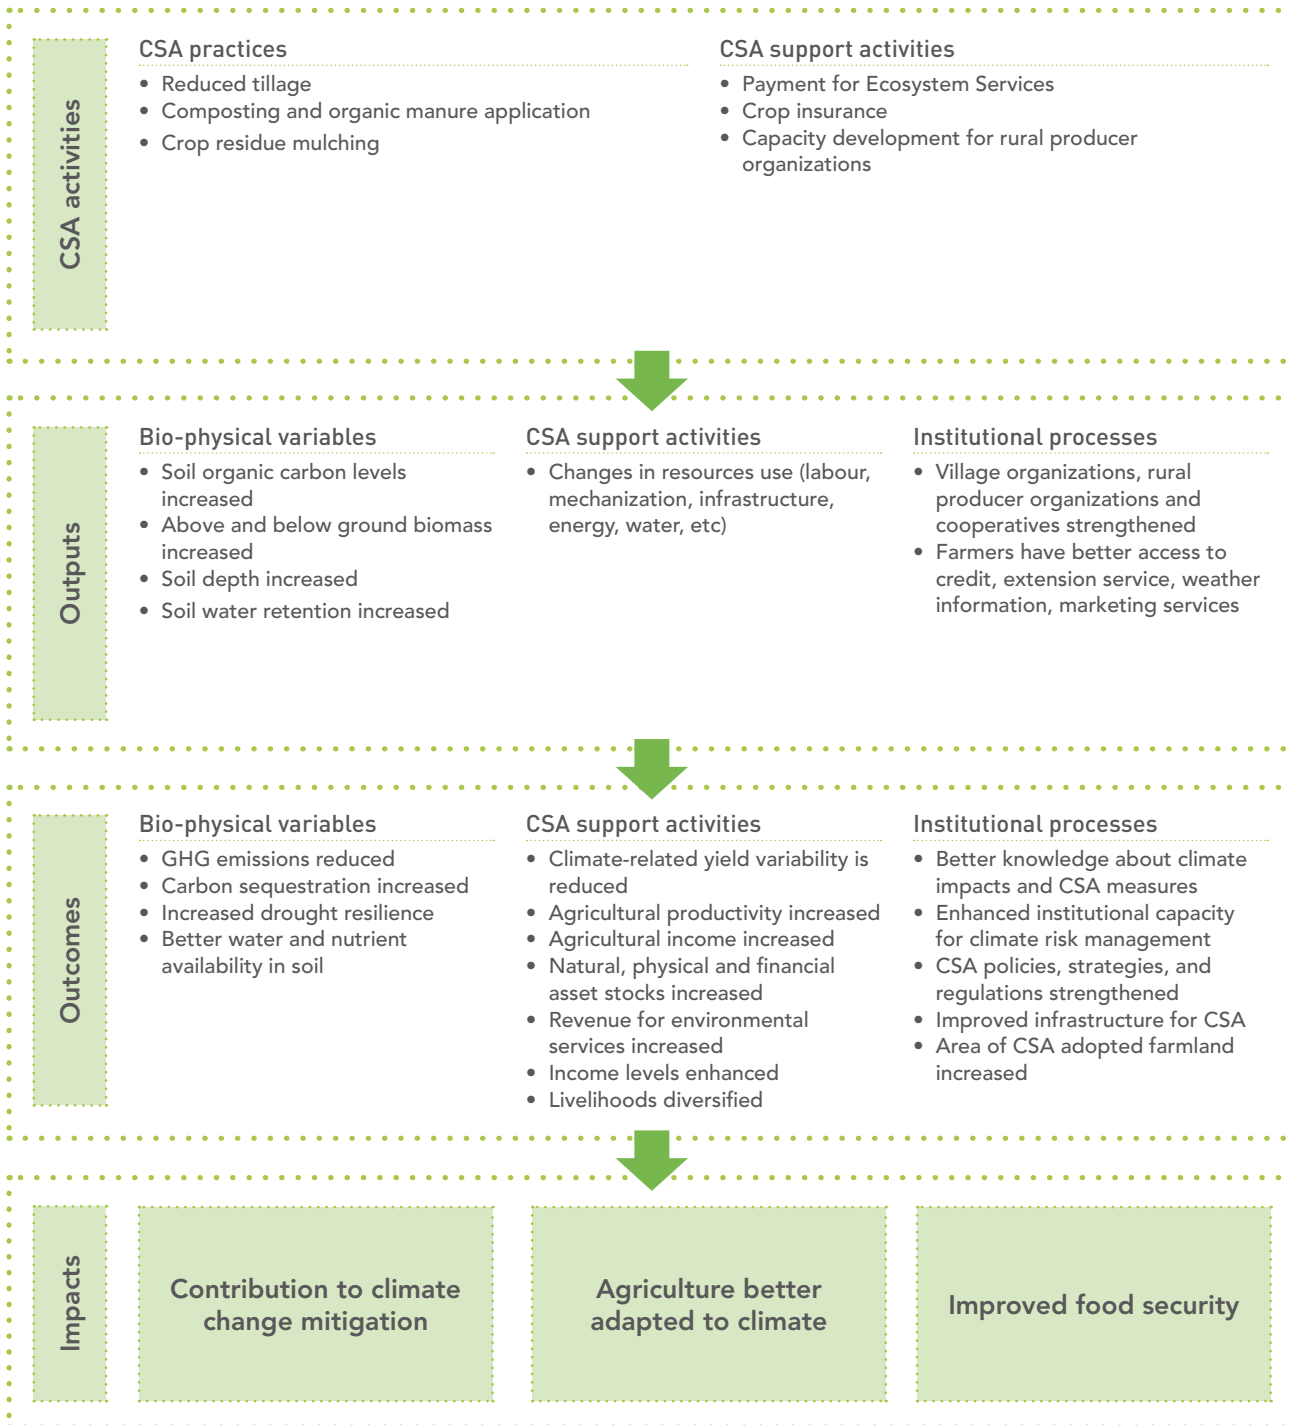 CSA activities
CSA practices
• Reduced tillage
• Composting and organic manure application
• Crop residue mulching
CSA support activities
• Payment for Ecosystem Services
• Crop insurance
• Capacity development for rural producer
organizations
Outputs
Bio-physical variables
• Soil organic carbon levels
increased
• Above and below ground biomass
increased
• Soil depth increased
• Soil water retention increased
CSA support activities
• Changes in resources use (labour,
mechanization, infrastructure,
energy, water, etc)
Institutional processes
• Village organizations, rural
producer organizations and
cooperatives strengthened
• Farmers have better access to
credit, extension service, weather
information, marketing services
Outcomes
Bio-physical variables
• GHG emissions reduced
• Carbon sequestration increased
• Increased drought resilience
• Better water and nutrient
availability in soil
CSA support activities
• Climate-related yield variability is
reduced
• Agricultural productivity increased
• Agricultural income increased
• Natural, physical and financial
asset stocks increased
• Revenue for environmental
services increased
• Income levels enhanced
• Livelihoods diversified
Institutional processes
• Better knowledge about climate
impacts and CSA measures
• Enhanced institutional capacity
for climate risk management
• CSA policies, strategies, and
regulations strengthened
• Improved infrastructure for CSA
• Area of CSA adopted farmland
increased
Impacts
Contribution to climate
change mitigation
Agriculture better
adapted to climate
Improved food security